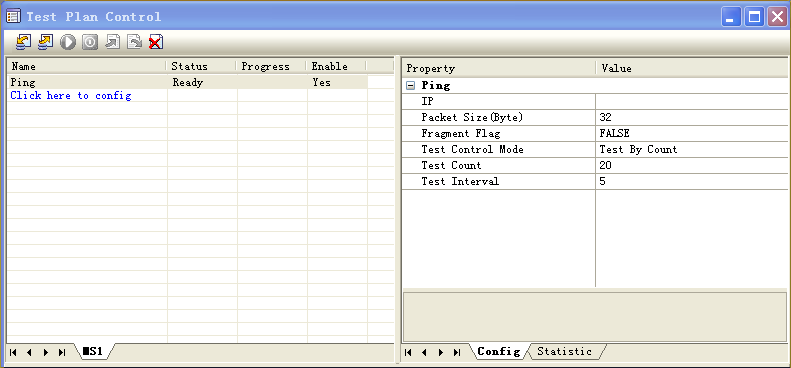 Test Plan Control
Name Status Progress Enable
Ping Ready Yes
Click here to config
Property Value
Ping
IP
Packet Size(Byte) 32
Fragment Flag FALSE
Test Control Mode Test By Count
Test Count 20
Test Interval 5
■S1
Config Statistic